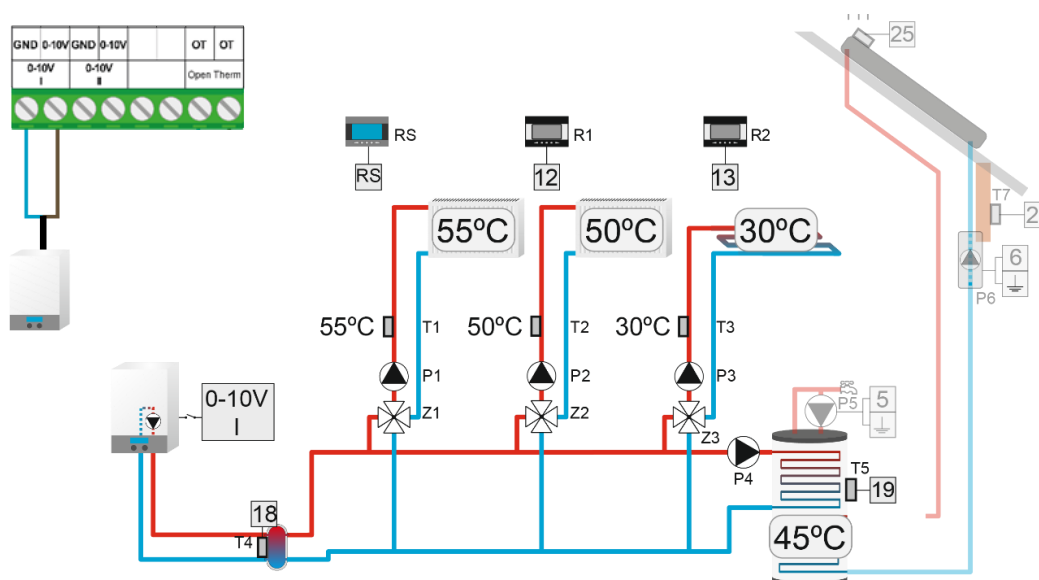 GND 0-10V GND 0-10V OT OT
0-10V 0-10V Open Therm
I II
25
RS R1 R2
RS 12 13
T7
2
55ºC 50ºC 30ºC
6
P6
55ºC T1 50ºC T2 30ºC T3
P1 P2 P3
P5 5
0-10V
I
Z1 Z2 Z3
P4
T5
19
18
T4
45ºC